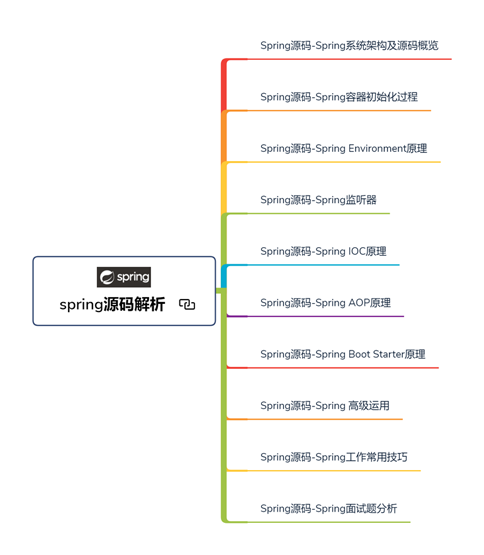 Spring源码-Spring系统架构及源码概览
Spring源码-Spring容器初始化过程
Spring源码-Spring Environment原理
Spring源码-Spring监听器
Spring源码-Spring IOC原理
spring
spring源码解析
Spring源码-Spring AOP原理
Spring源码-Spring Boot Starter原理
Spring源码-Spring 高级运用
Spring源码-Spring工作常用技巧
Spring源码-Spring面试题分析